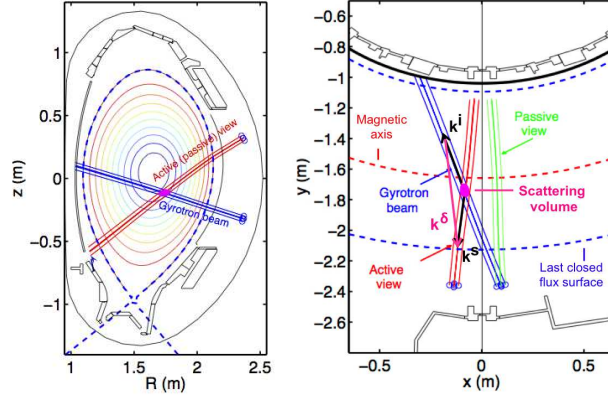 1
0.5
0
−0.5
−1
z (m)
1
1.5
2
2.5
R (m)
Active (passive) view
Gyrotron beam
−0.6
−0.8
−1
−1.2
−1.4
−1.6
−1.8
−2
−2.2
−2.4
−2.6
y (m)
−0.5
0
0.5
x (m)
k^i
Magnetic
axis
Passive
view
Gyrotron
beam
Scattering
volume
k^δ
k^s
Active
view
Last closed
flux surface